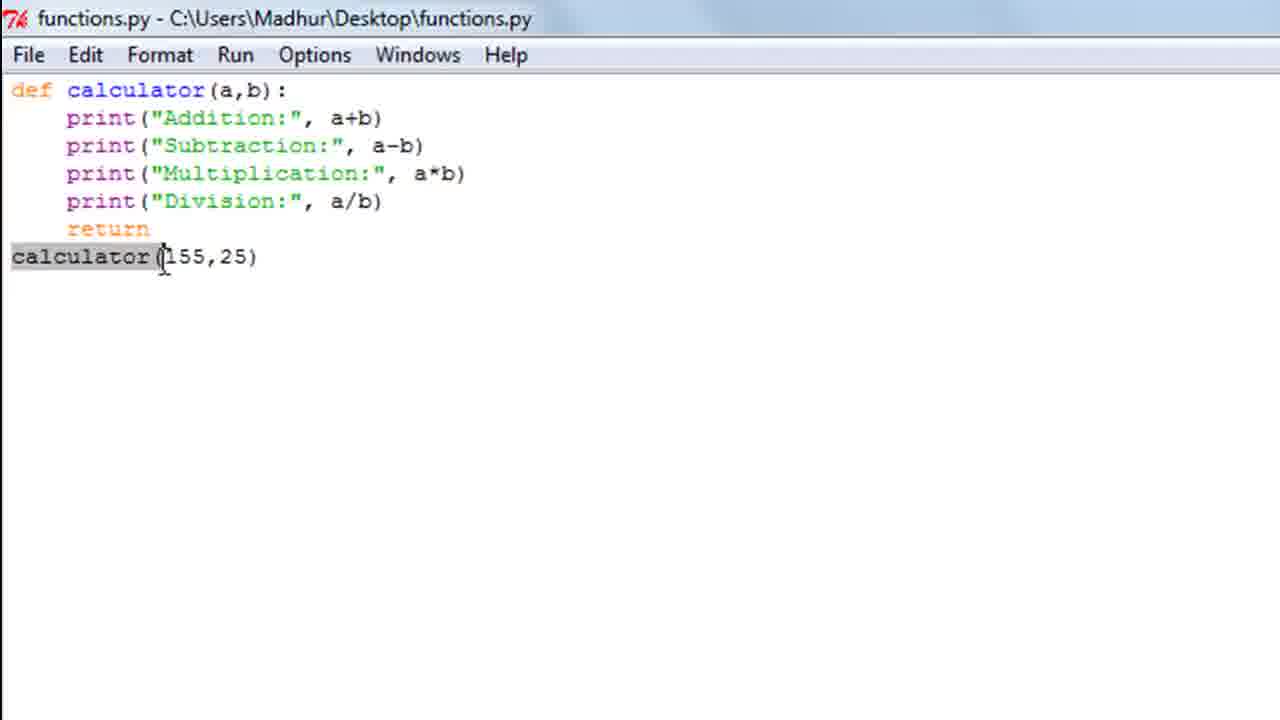 functions.py - C:\Users\Madhur\Desktop\functions.py
File Edit Format Run Options Windows Help
def calculator(a,b):
    print("Addition:", a+b)
    print("Subtraction:", a-b)
    print("Multiplication:", a*b)
    print("Division:", a/b)
    return
calculator(155,25)